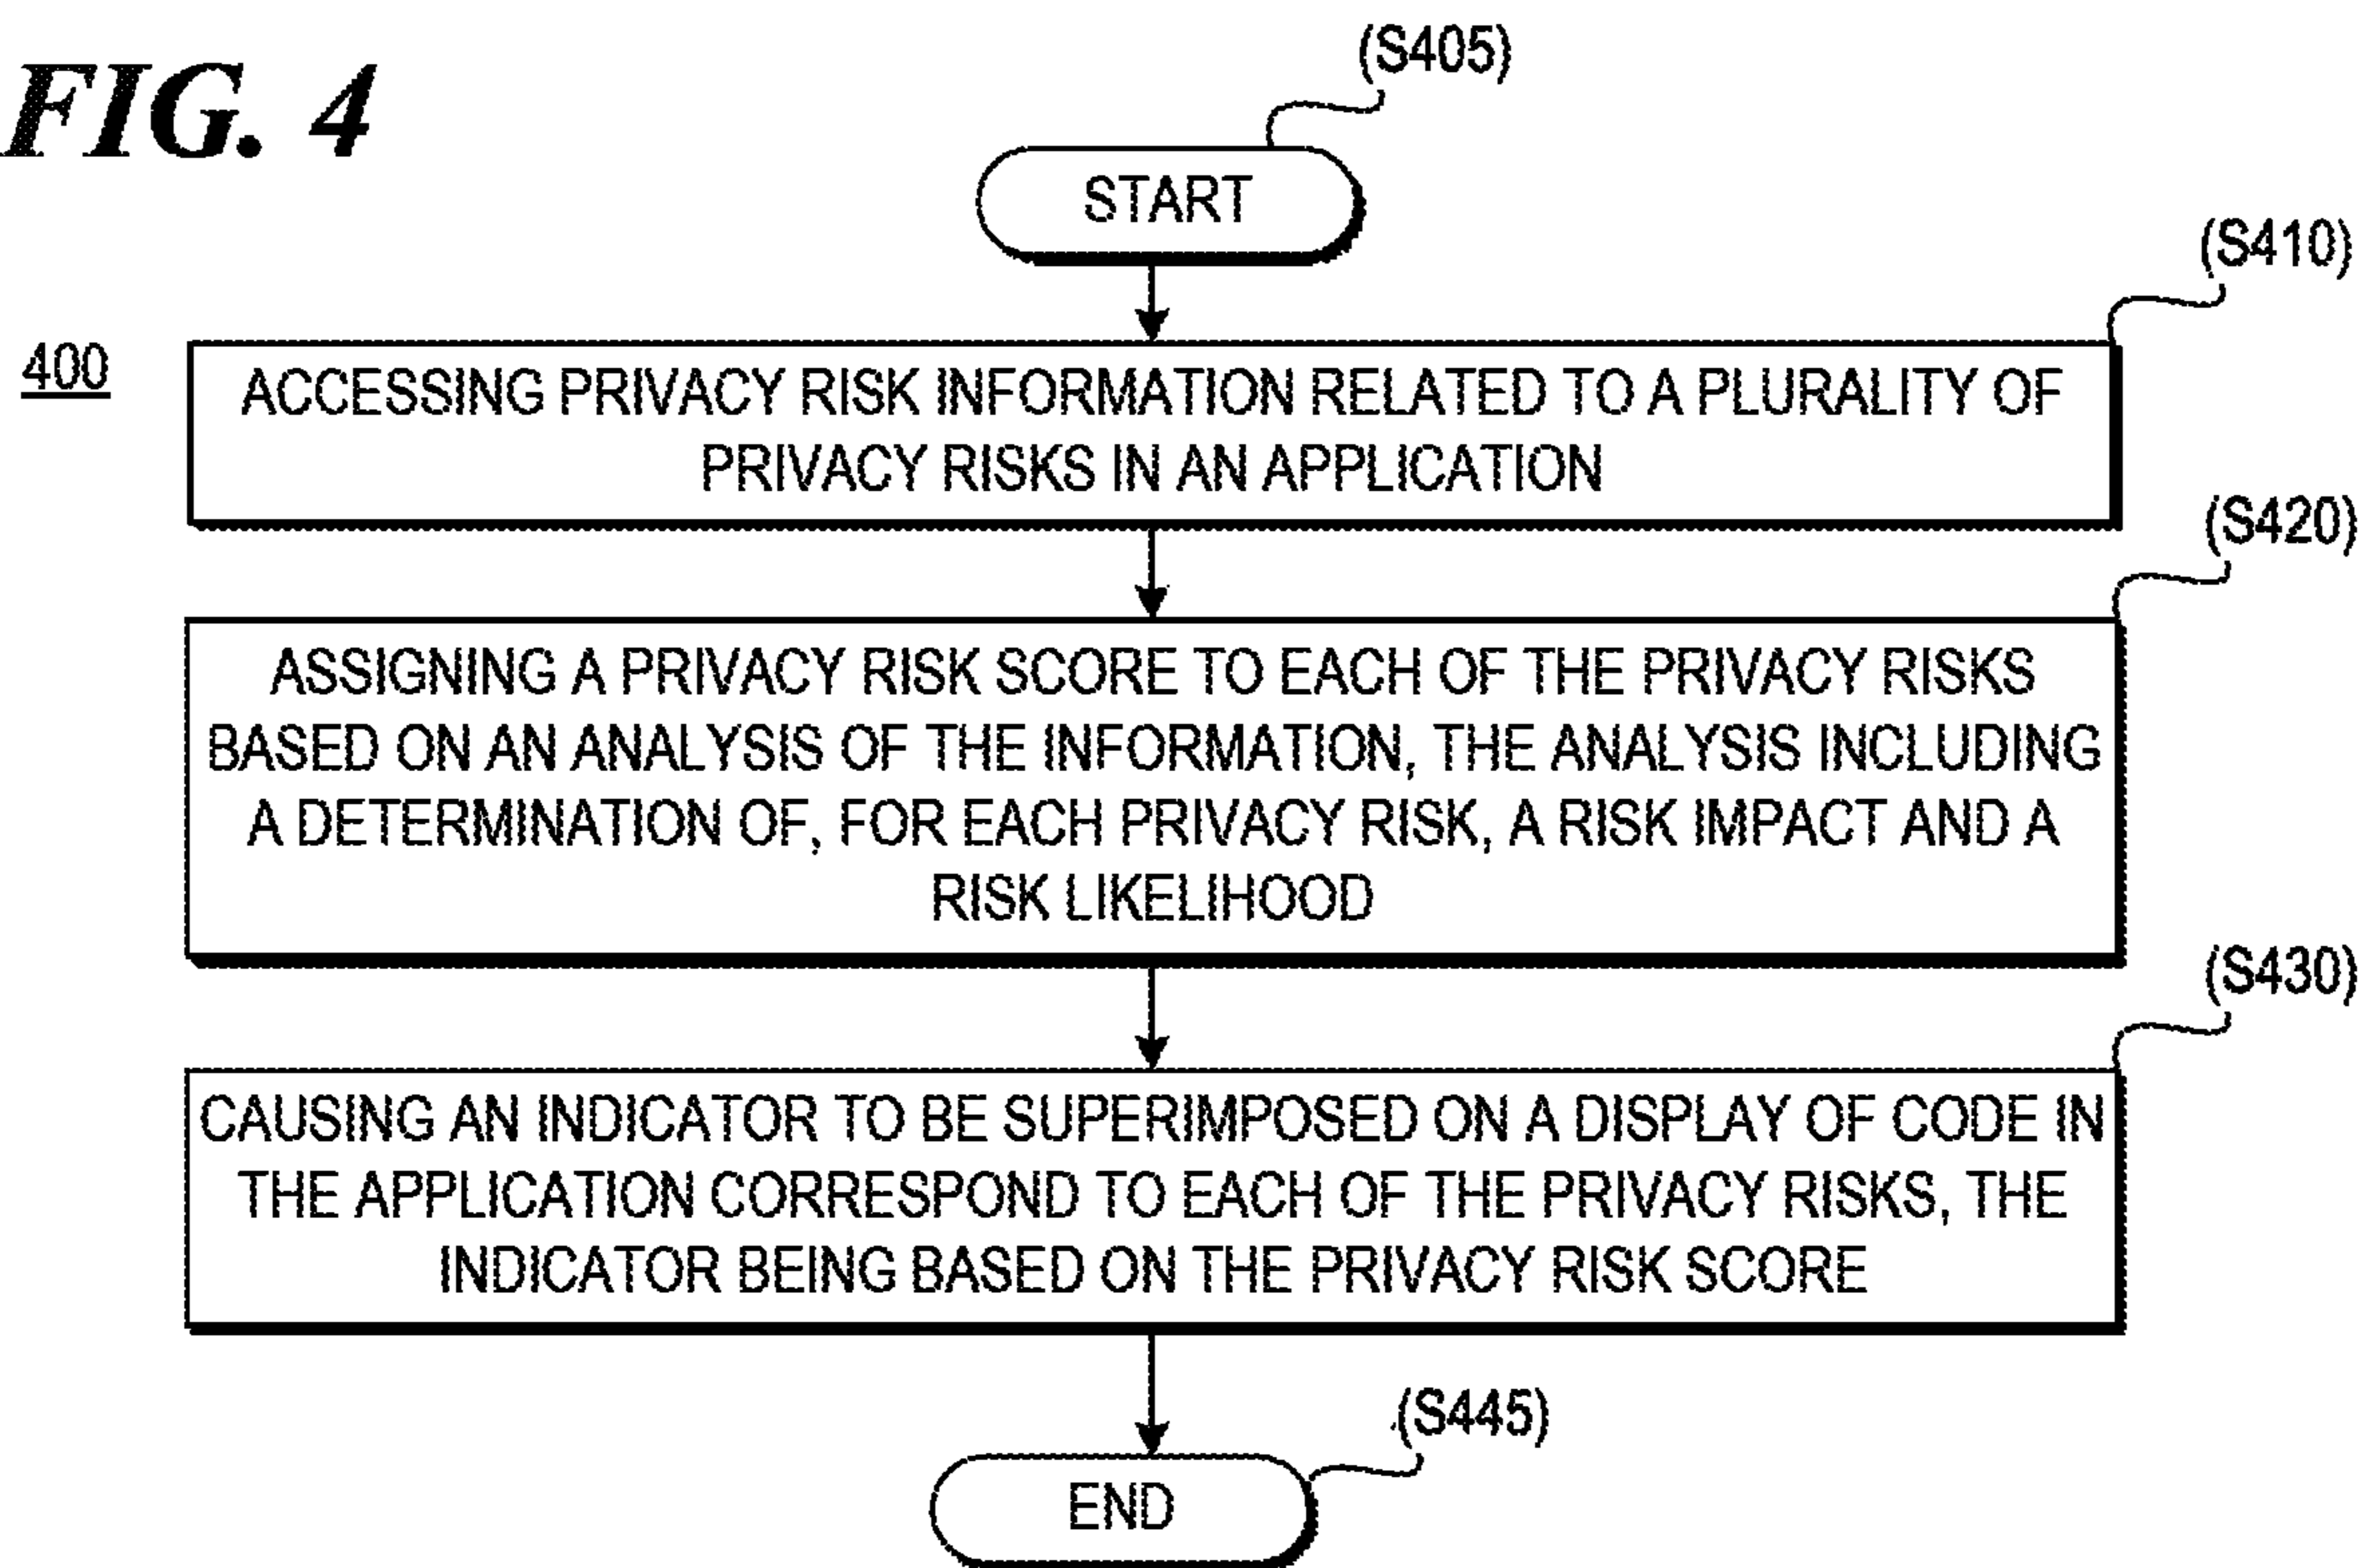 FIG. 4
(S405)
START
(S410)
400
ACCESSING PRIVACY RISK INFORMATION RELATED TO A PLURALITY OF
PRIVACY RISKS IN AN APPLICATION
(S420)
ASSIGNING A PRIVACY RISK SCORE TO EACH OF THE PRIVACY RISKS
BASED ON AN ANALYSIS OF THE INFORMATION, THE ANALYSIS INCLUDING
A DETERMINATION OF, FOR EACH PRIVACY RISK, A RISK IMPACT AND A
RISK LIKELIHOOD
(S430)
CAUSING AN INDICATOR TO BE SUPERIMPOSED ON A DISPLAY OF CODE IN
THE APPLICATION CORRESPOND TO EACH OF THE PRIVACY RISKS, THE
INDICATOR BEING BASED ON THE PRIVACY RISK SCORE
(S445)
END